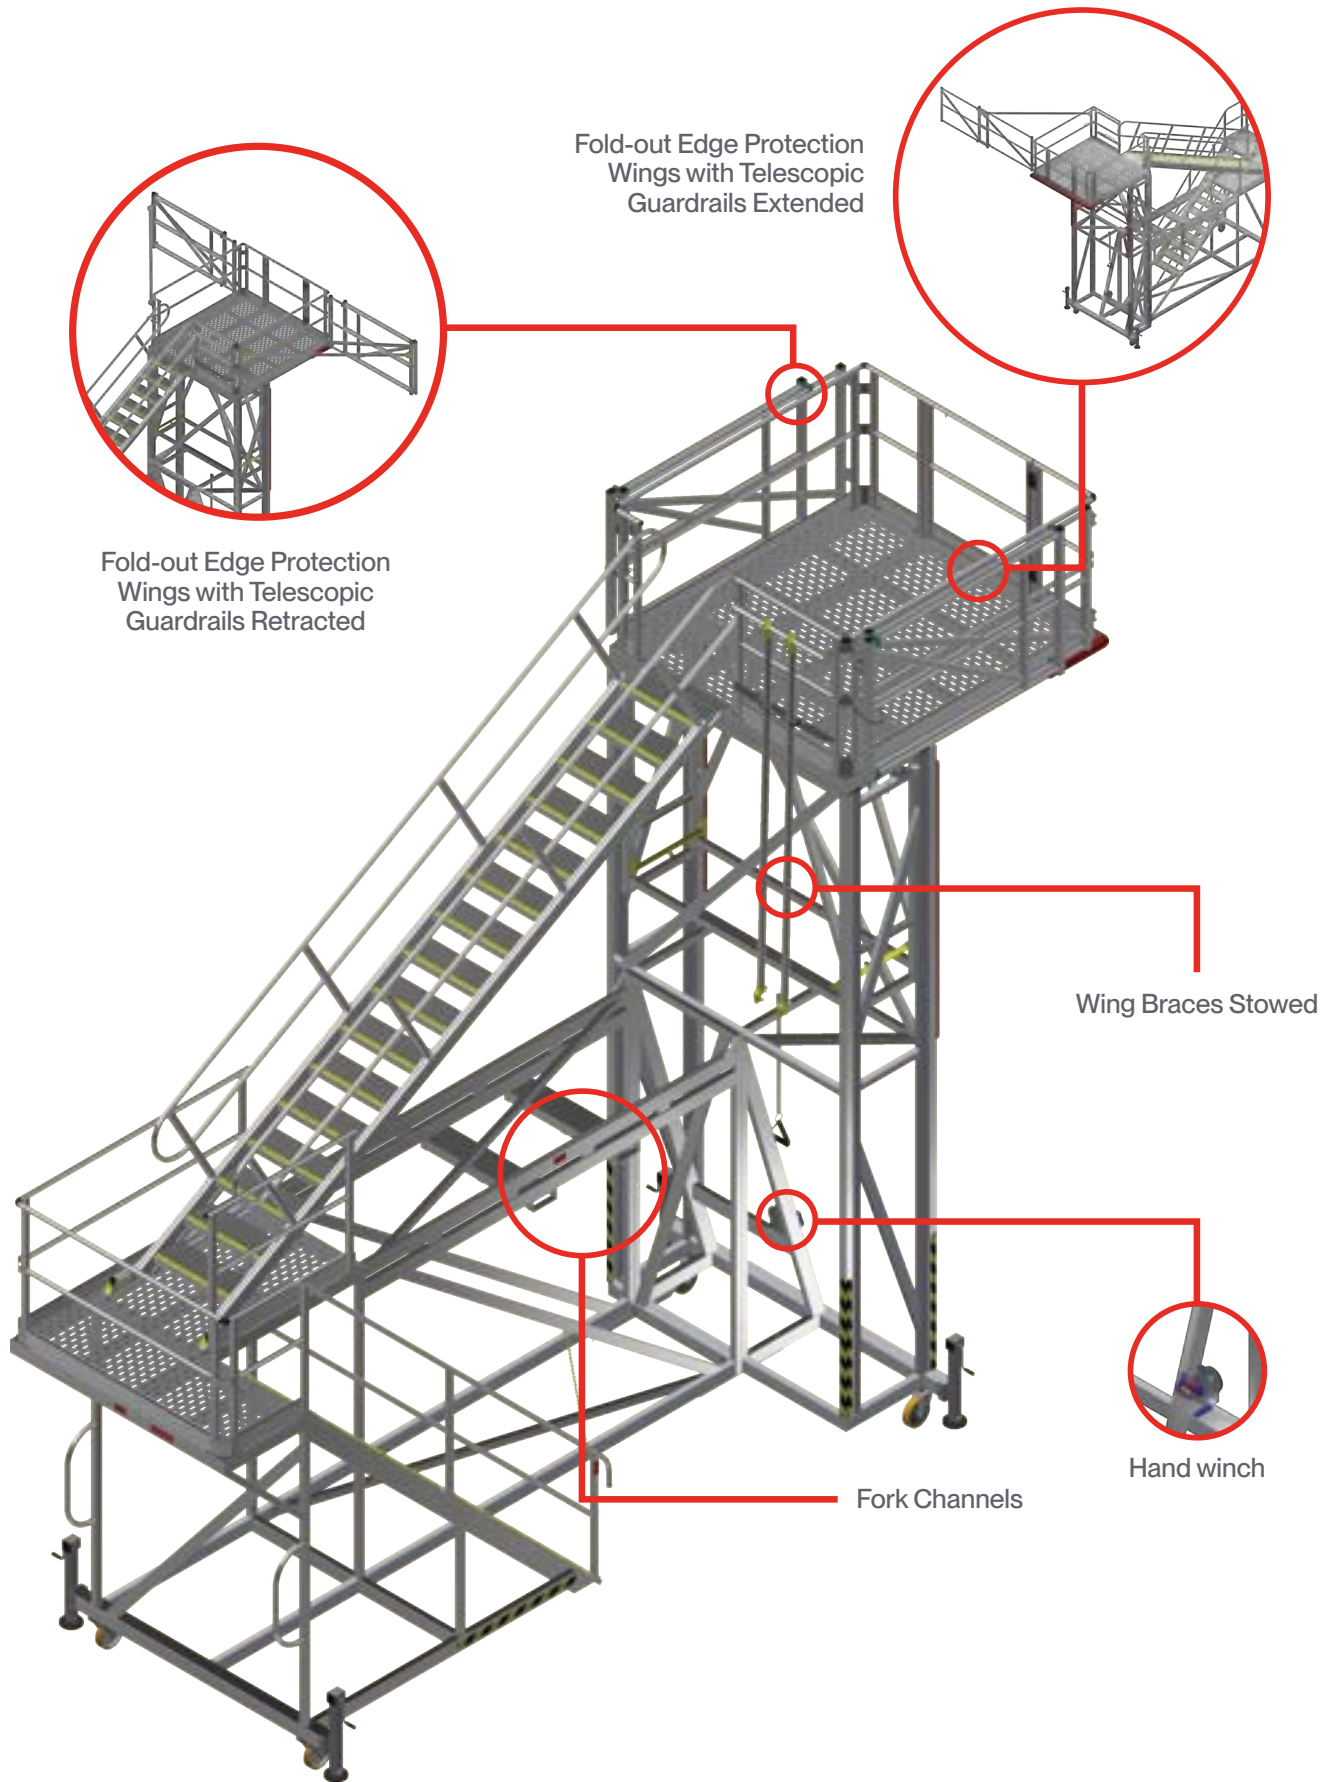 Fold-out Edge Protection
Wings with Telescopic
Guardrails Extended
Fold-out Edge Protection
Wings with Telescopic
Guardrails Retracted
Wing Braces Stowed
Hand winch
Fork Channels